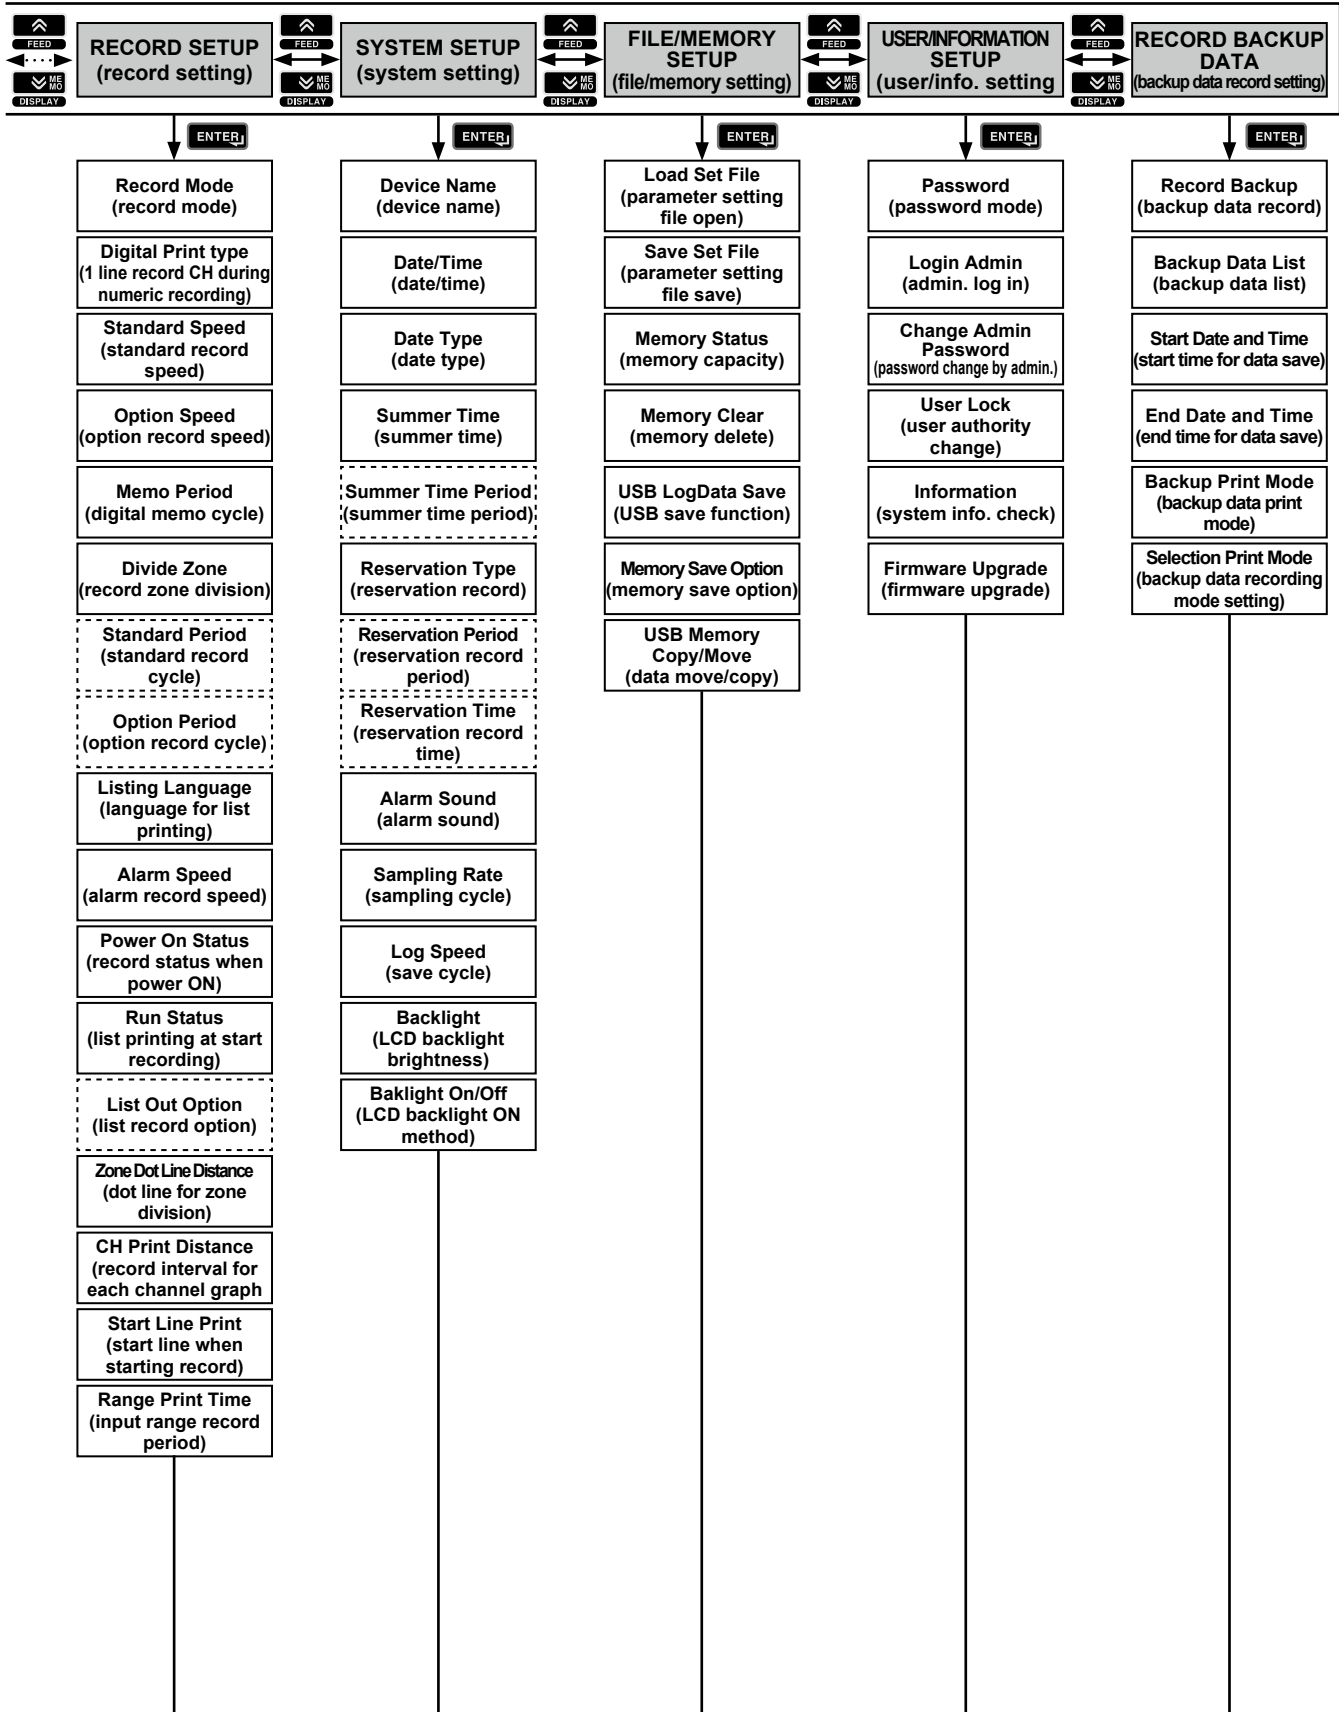 FEED
ME
MO
DISPLAY
RECORD SETUP
(record setting)
FEED
ME
MO
DISPLAY
SYSTEM SETUP
(system setting)
FEED
ME
MO
DISPLAY
FILE/MEMORY
SETUP
(file/memory setting)
FEED
ME
MO
DISPLAY
USER/INFORMATION
SETUP
(user/info. setting
FEED
ME
MO
DISPLAY
RECORD BACKUP
DATA
(backup data record setting)
ENTER
Record Mode
(record mode)
Digital Print type
(1 line record CH during
numeric recording)
Standard Speed
(standard record
speed)
Option Speed
(option record speed)
Memo Period
(digital memo cycle)
Divide Zone
(record zone division)
Standard Period
(standard record
cycle)
Option Period
(option record cycle)
Listing Language
(language for list
printing)
Alarm Speed
(alarm record speed)
Power On Status
(record status when
power ON)
Run Status
(list printing at start
recording)
List Out Option
(list record option)
Zone Dot Line Distance
(dot line for zone
division)
CH Print Distance
(record interval for
each channel graph
Start Line Print
(start line when
starting record)
Range Print Time
(input range record
period)
ENTER
Device Name
(device name)
Date/Time
(date/time)
Date Type
(date type)
Summer Time
(summer time)
Summer Time Period
(summer time period)
Reservation Type
(reservation record)
Reservation Period
(reservation record
period)
Reservation Time
(reservation record
time)
Alarm Sound
(alarm sound)
Sampling Rate
(sampling cycle)
Log Speed
(save cycle)
Backlight
(LCD backlight
brightness)
Baklight On/Off
(LCD backlight ON
method)
ENTER
Load Set File
(parameter setting
file open)
Save Set File
(parameter setting
file save)
Memory Status
(memory capacity)
Memory Clear
(memory delete)
USB LogData Save
(USB save function)
Memory Save Option
(memory save option)
USB Memory
Copy/Move
(data move/copy)
ENTER
Password
(password mode)
Login Admin
(admin. log in)
Change Admin
Password
(password change by admin.)
User Lock
(user authority
change)
Information
(system info. check)
Firmware Upgrade
(firmware upgrade)
ENTER
Record Backup
(backup data record)
Backup Data List
(backup data list)
Start Date and Time
(start time for data save)
End Date and Time
(end time for data save)
Backup Print Mode
(backup data print
mode)
Selection Print Mode
(backup data recording
mode setting)